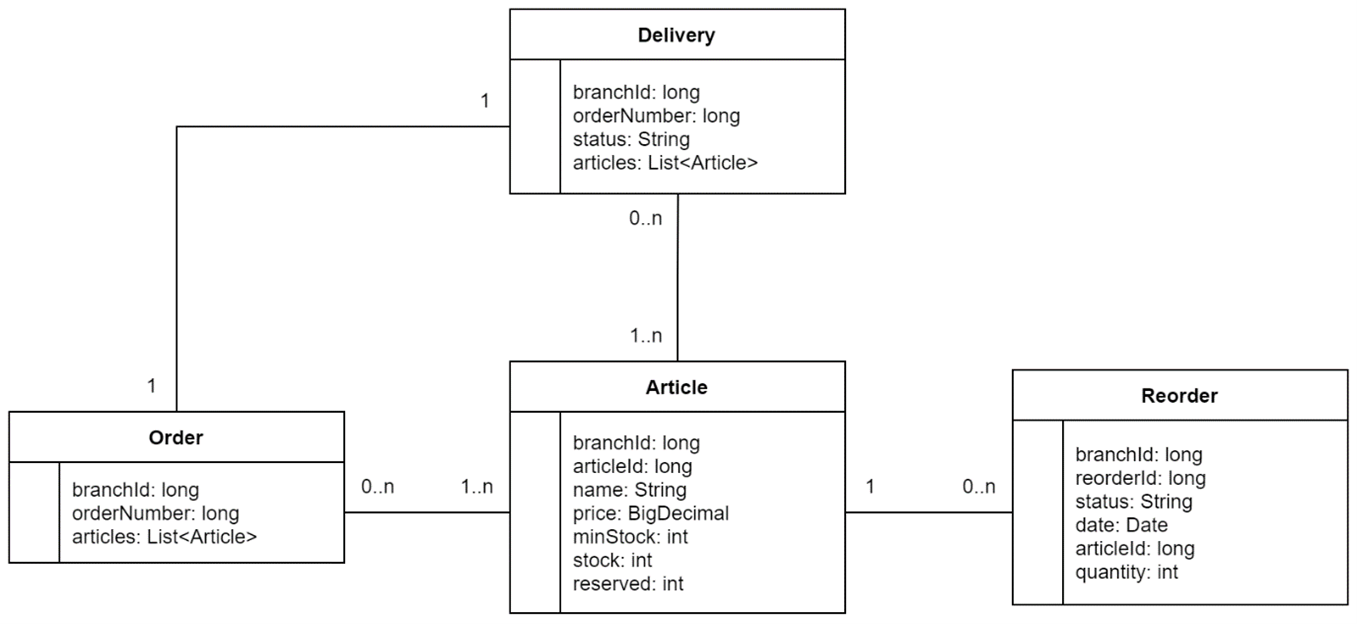 Delivery
branchId: long
orderNumber: long
status: String
articles: List<Article>
1
0..n
1..n
1
Order
branchId: long
orderNumber: long
articles: List<Article>
0..n
1..n
Article
branchId: long
articleId: long
name: String
price: BigDecimal
minStock: int
stock: int
reserved: int
1
0..n
Reorder
branchId: long
reorderId: long
status: String
date: Date
articleId: long
quantity: int